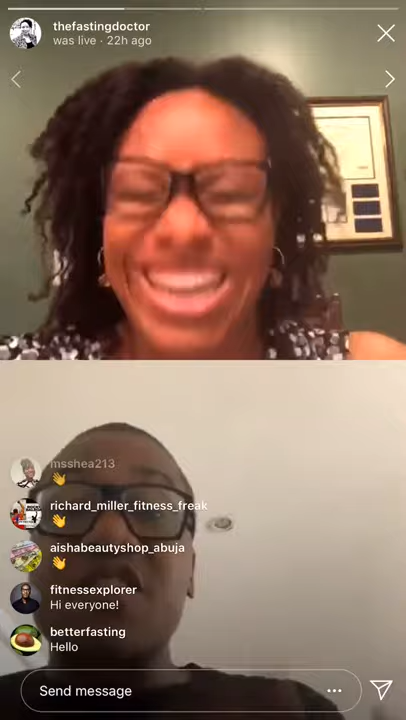 thefastingdoctor
was live · 22h ago
msshea213
👋
richard_miller_fitness_freak
👋
aishabeautyshop_abuja
👋
fitnessexplorer
Hi everyone!
betterfasting
Hello
Send message